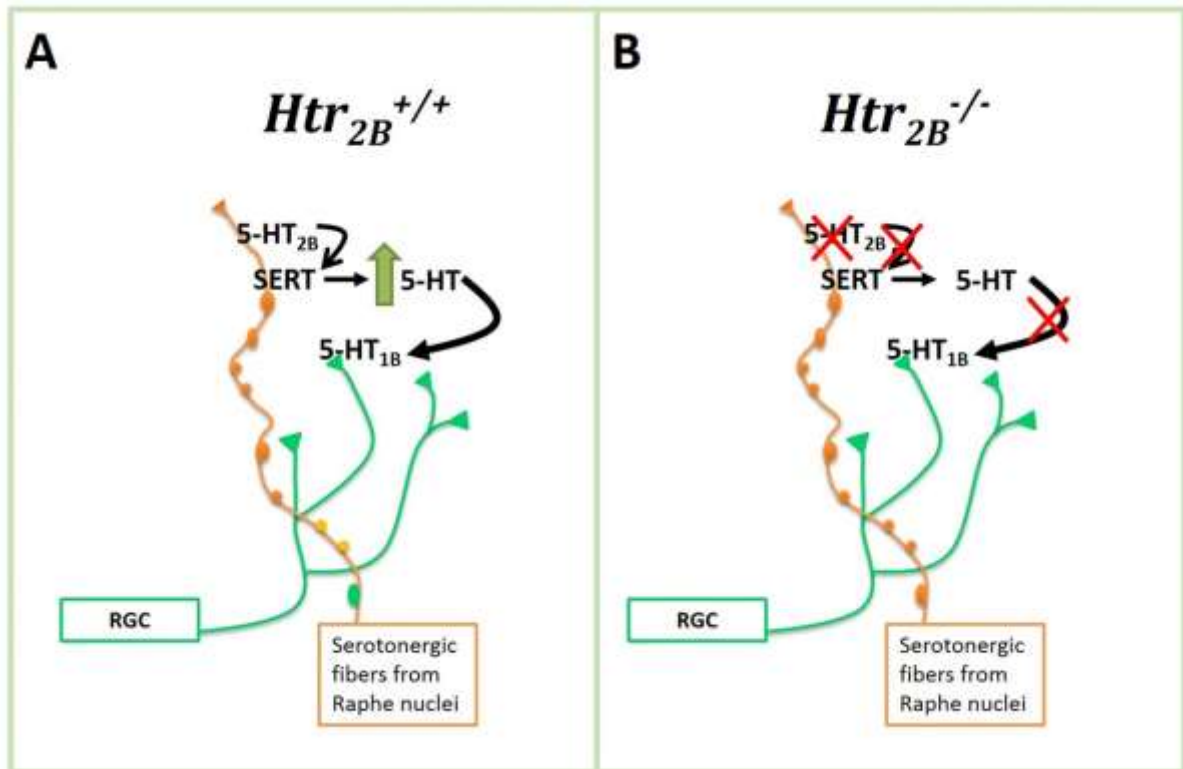 A
Htr2B+/+
5-HT2B
SERT
5-HT
5-HT1B
RGC
Serotonergic
fibers from
Raphe nuclei
B
Htr2B-/-
5-HT2B
SERT
5-HT
5-HT1B
RGC
Serotonergic
fibers from
Raphe nuclei